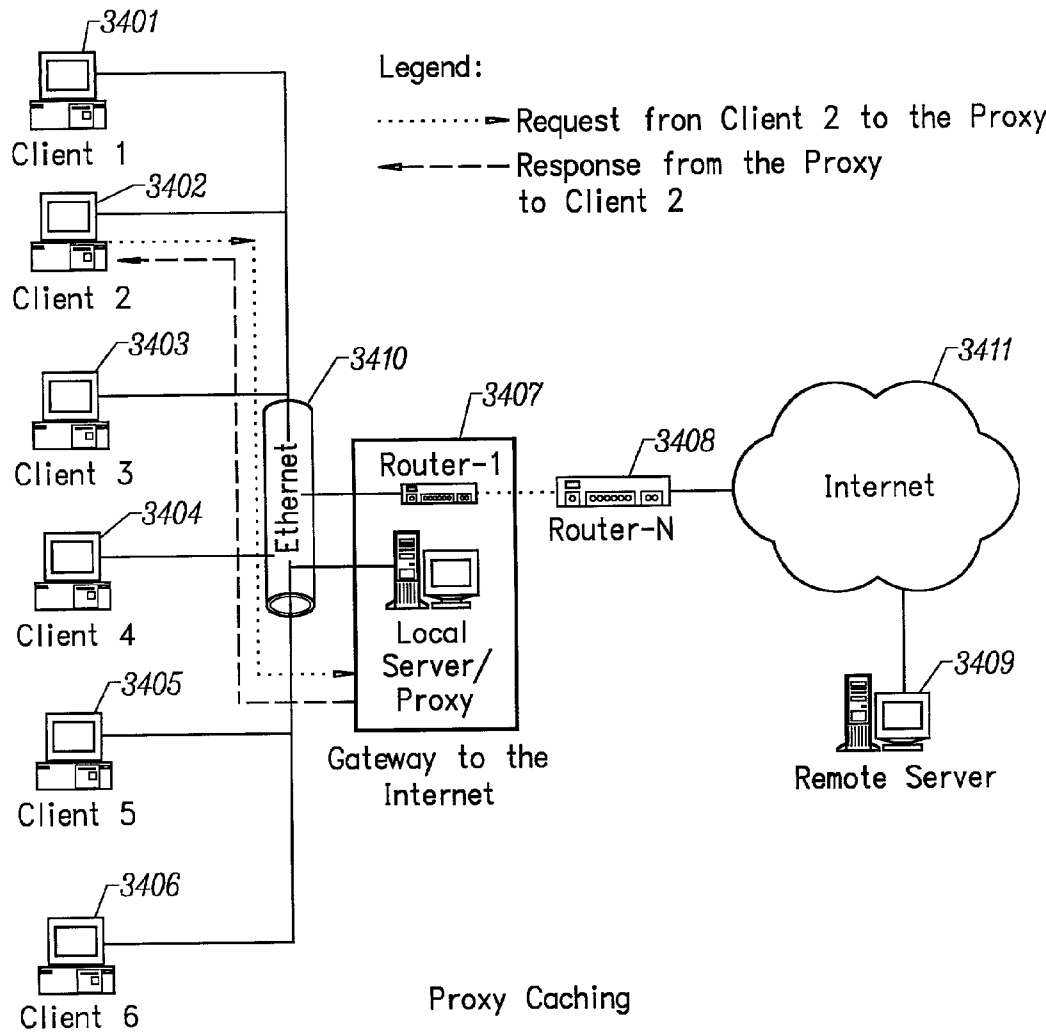 3401
Client 1
Legend:
Request fron Client 2 to the Proxy
Response from the Proxy
to Client 2
3402
Client 2
3403
Client 3
3410
Ethernet
3407
Router-1
3408
Router-N
3411
Internet
3404
Client 4
Local
Server/
Proxy
Gateway to the
Internet
3409
Remote Server
3405
Client 5
3406
Client 6
Proxy Caching